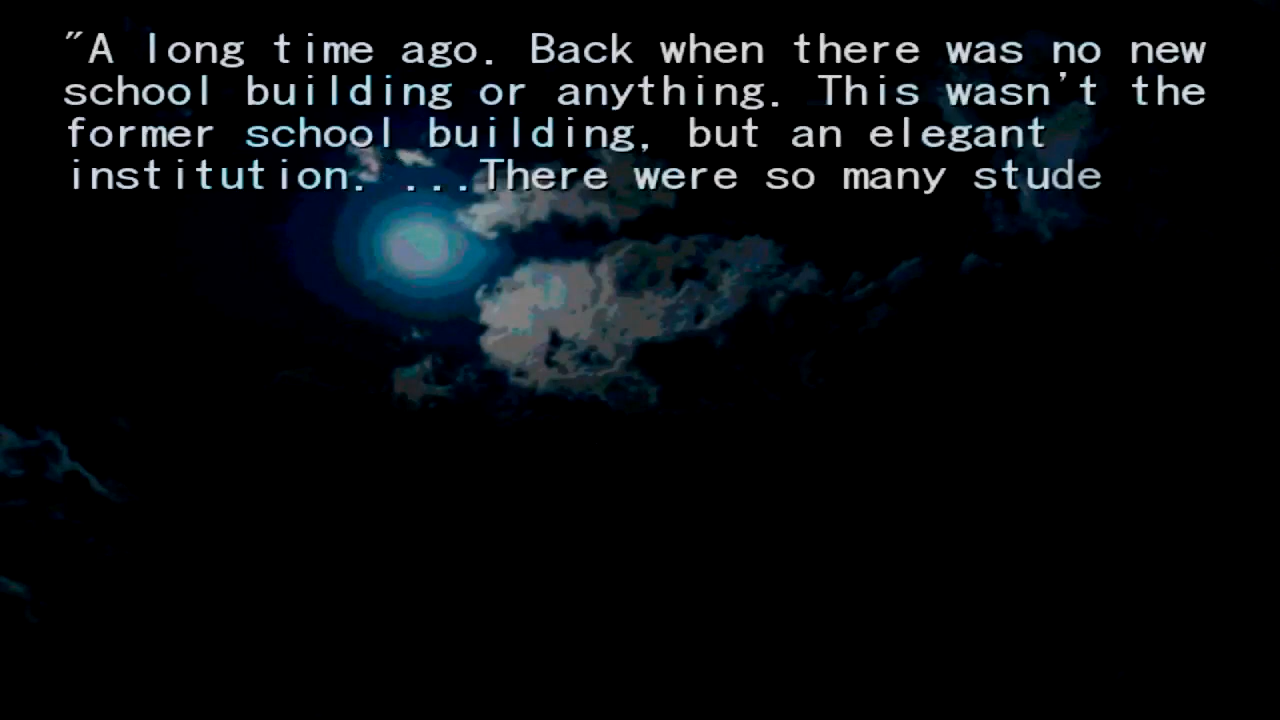 "A long time ago. Back when there was no new
school building or anything. This wasn't the
former school building, but an elegant
institution. ...There were so many stude